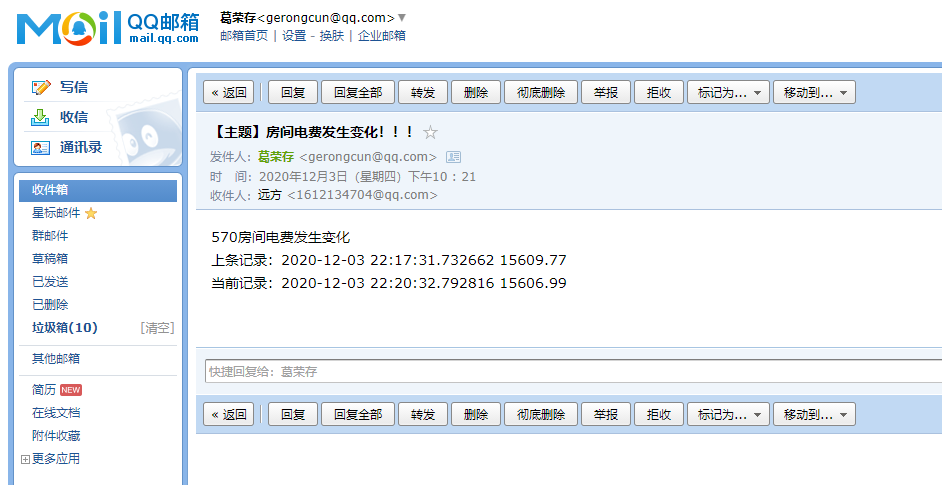 Mail QQ邮箱
mail.qq.com
葛荣存<gerongcun@qq.com>
邮箱首页 | 设置 - 换肤 | 企业邮箱
写信
收信
通讯录
收件箱
星标邮件
群邮件
草稿箱
已发送
已删除
垃圾箱(10) [清空]
其他邮箱
简历 NEW
在线文档
附件收藏
更多应用
« 返回 回复 回复全部 转发 删除 彻底删除 举报 拒收 标记为... 移动到...
【主题】房间电费发生变化！！！
发件人：葛荣存 <gerongcun@qq.com>
时 间：2020年12月3日（星期四）下午10：21
收件人：远方 <1612134704@qq.com>
570房间电费发生变化
上条记录：2020-12-03 22:17:31.732662 15609.77
当前记录：2020-12-03 22:20:32.792816 15606.99
快捷回复给：葛荣存
« 返回 回复 回复全部 转发 删除 彻底删除 举报 拒收 标记为... 移动到...